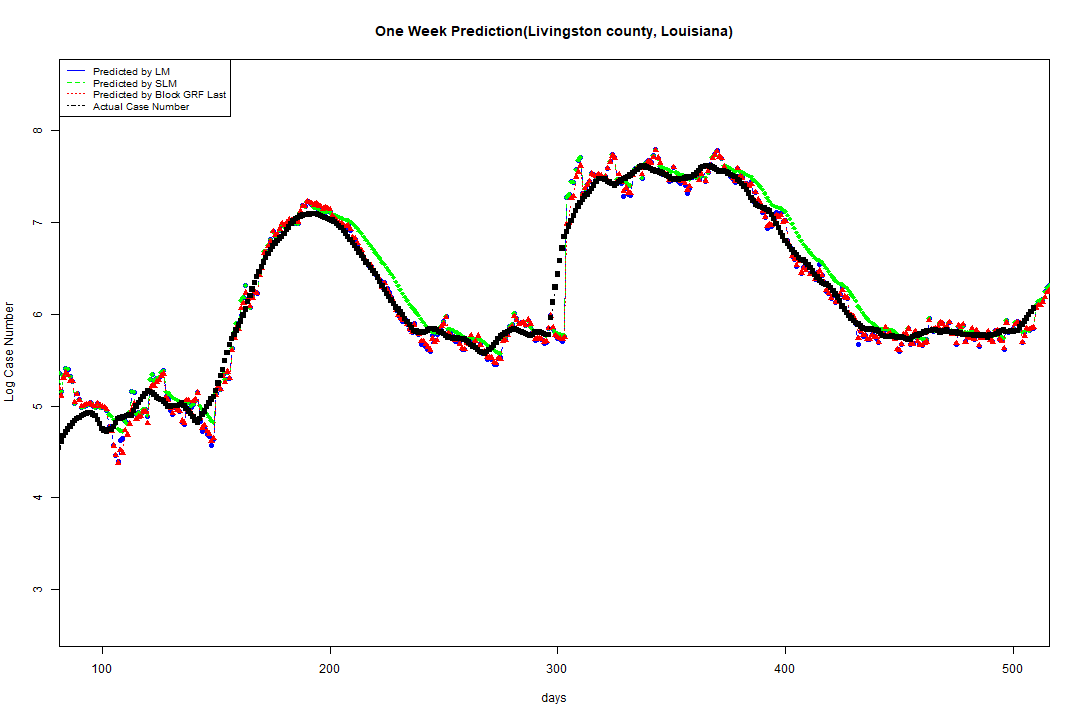 One Week Prediction(Livingston county, Louisiana)
Predicted by LM
Predicted by SLM
Predicted by Block GRF Last
Actual Case Number
8
7
6
5
4
3
Log Case Number
100 200 300 400 500
days